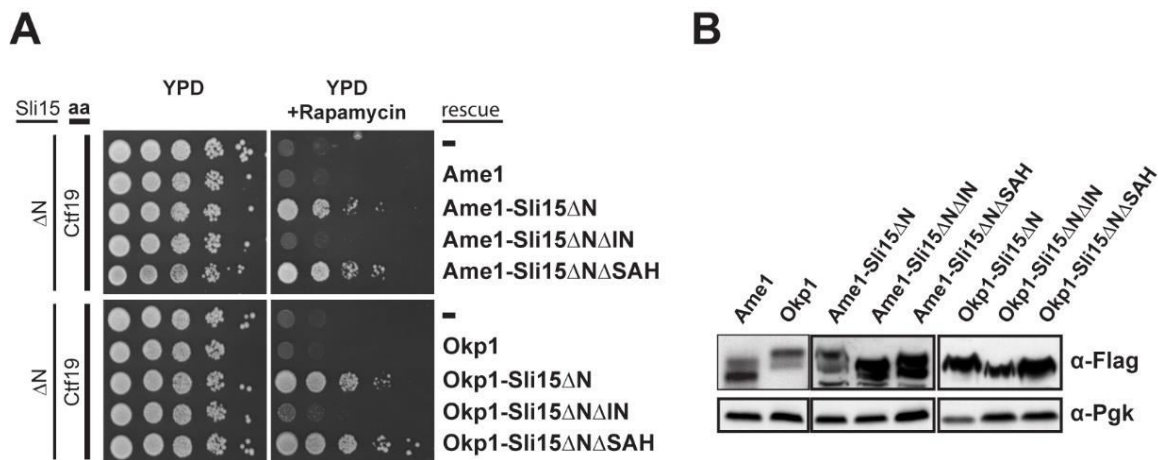 A
B
YPD
YPD
+Rapamycin
Sli15 aa
rescue
ΔN
Ctf19
-
Ame1
Ame1-Sli15ΔN
Ame1-Sli15ΔNΔIN
Ame1-Sli15ΔNΔSAH
ΔN
Ctf19
-
Okp1
Okp1-Sli15ΔN
Okp1-Sli15ΔNΔIN
Okp1-Sli15ΔNΔSAH
Ame1
Okp1
Ame1-Sli15ΔN
Ame1-Sli15ΔNΔIN
Ame1-Sli15ΔNΔSAH
Okp1-Sli15ΔN
Okp1-Sli15ΔNΔIN
Okp1-Sli15ΔNΔSAH
α-Flag
α-Pgk